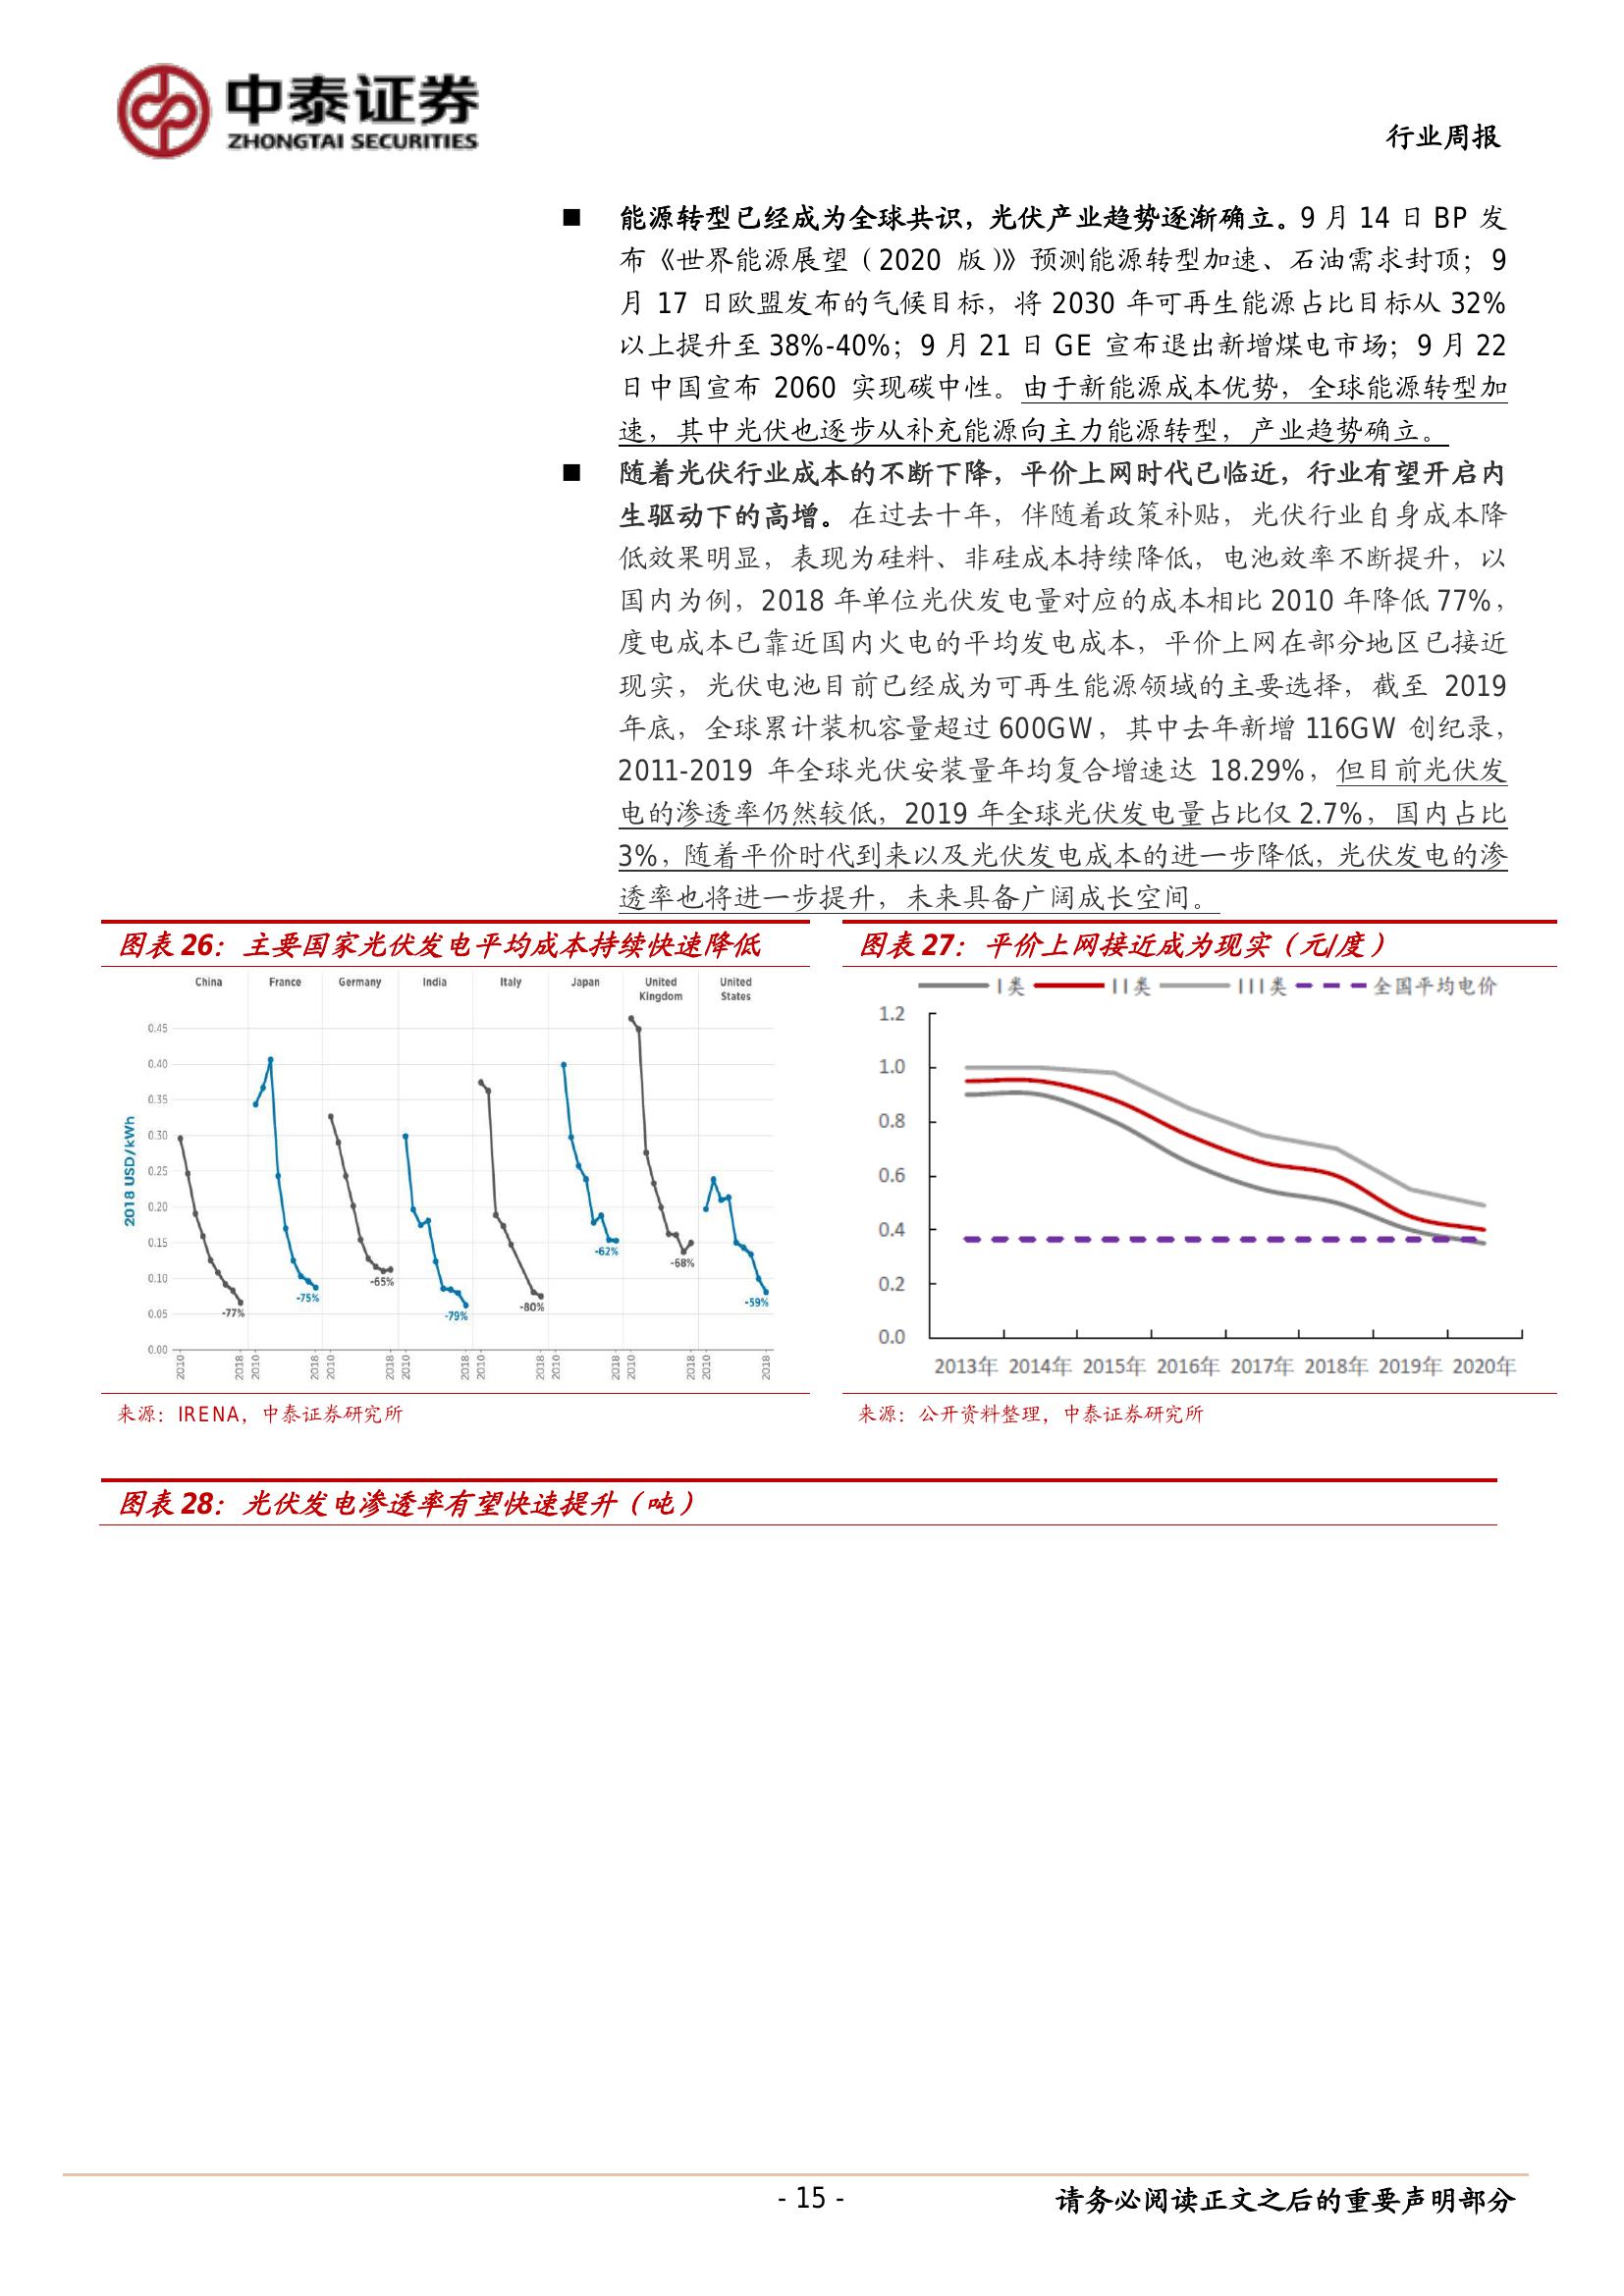 中泰证券
ZHONGTAI SECURITIES
行业周报
■ 能源转型已经成为全球共识，光伏产业趋势逐渐确立。9 月 14 日 BP 发
布《世界能源展望（2020 版）》预测能源转型加速、石油需求封顶；9
月 17 日欧盟发布的气候目标，将 2030 年可再生能源占比目标从 32%
以上提升至 38%-40%；9 月 21 日 GE 宣布退出新增煤电市场；9 月 22
日中国宣布 2060 实现碳中性。由于新能源成本优势，全球能源转型加
速，其中光伏也逐步从补充能源向主力能源转型，产业趋势确立。
■ 随着光伏行业成本的不断下降，平价上网时代已临近，行业有望开启内
生驱动下的高增。在过去十年，伴随着政策补贴，光伏行业自身成本降
低效果明显，表现为硅料、非硅成本持续降低，电池效率不断提升，以
国内为例，2018 年单位光伏发电量对应的成本相比 2010 年降低 77%，
度电成本已靠近国内火电的平均发电成本，平价上网在部分地区已接近
现实，光伏电池目前已经成为可再生能源领域的主要选择，截至 2019
年底，全球累计装机容量超过 600GW，其中去年新增 116GW 创纪录，
2011-2019 年全球光伏安装量年均复合增速达 18.29%，但目前光伏发
电的渗透率仍然较低，2019 年全球光伏发电量占比仅 2.7%，国内占比
3%，随着平价时代到来以及光伏发电成本的进一步降低，光伏发电的渗
透率也将进一步提升，未来具备广阔成长空间。
图表 26：主要国家光伏发电平均成本持续快速降低
China France Germany India Italy Japan United Kingdom United States
2018 USD/kWh
0.45
0.40
0.35
0.30
0.25
0.20
0.15
0.10
0.05
0.00
-77% -75% -65% -79% -80% -62% -68% -59%
2010 2018 2010 2018 2010 2018 2010 2018 2010 2018 2010 2018 2010 2018 2010 2018
来源：IRENA，中泰证券研究所
图表 27：平价上网接近成为现实（元/度）
I类 II类 III类 全国平均电价
1.2
1.0
0.8
0.6
0.4
0.2
0.0
2013年 2014年 2015年 2016年 2017年 2018年 2019年 2020年
来源：公开资料整理，中泰证券研究所
图表 28：光伏发电渗透率有望快速提升（吨）
- 15 -
请务必阅读正文之后的重要声明部分